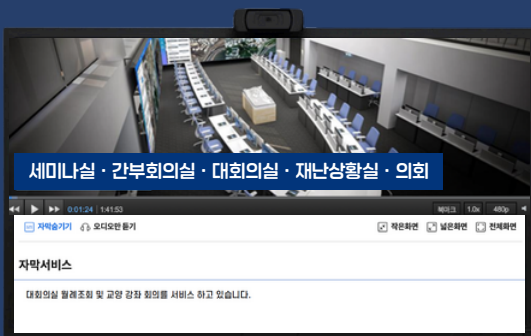 세미나실 · 간부회의실 · 대회의실 · 재난상황실 · 의회
0:01:24 1:41:53
북마크 1.0x 480p
자막숨기기 오디오만 듣기
작은화면 넓은화면 전체화면
자막서비스
대회의실 월례조회 및 교양 강좌 회의를 서비스 하고 있습니다.